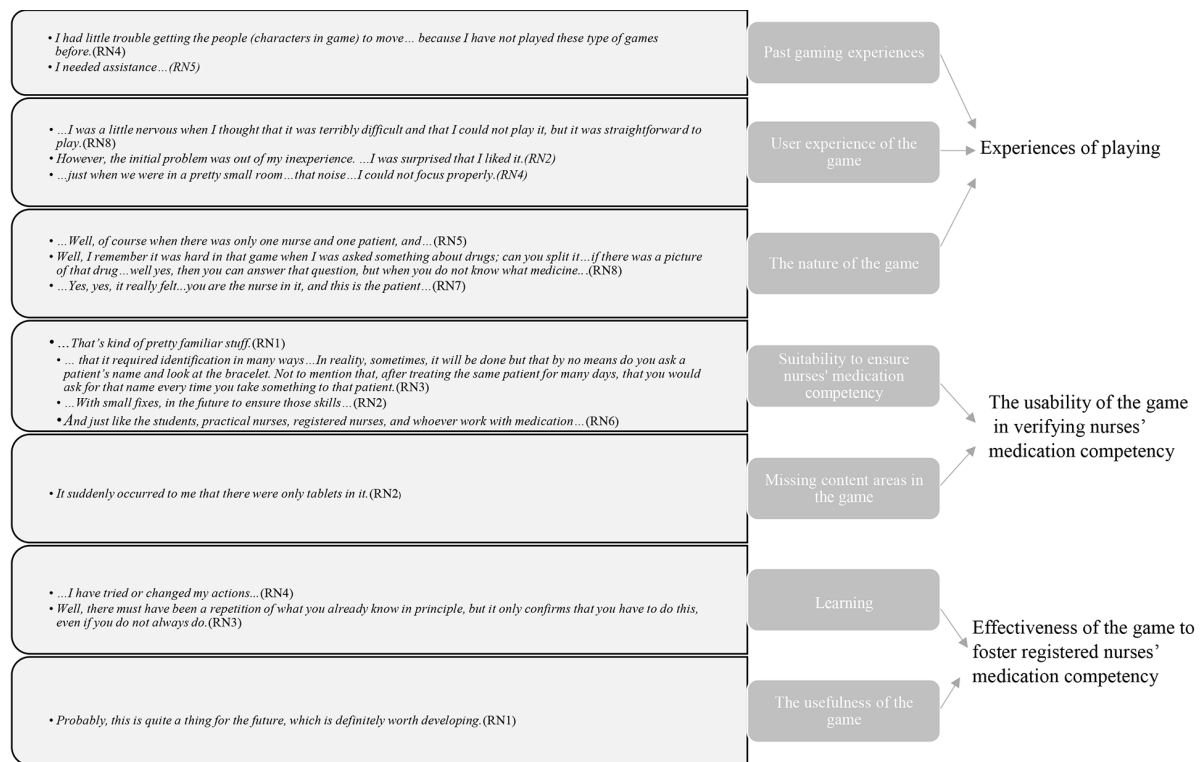 • I had little trouble getting the people (characters in game) to move… because I have not played these type of games
before.(RN4)
• I needed assistance…(RN5)
Past gaming experiences
• …I was a little nervous when I thought that it was terribly difficult and that I could not play it, but it was straightforward to
play.(RN8)
• However, the initial problem was out of my inexperience. …I was surprised that I liked it.(RN2)
• …just when we were in a pretty small room…that noise…I could not focus properly.(RN4)
User experience of the
game
Experiences of playing
• …Well, of course when there was only one nurse and one patient, and…(RN5)
• Well, I remember it was hard in that game when I was asked something about drugs; can you split it…if there was a picture
of that drug…well yes, then you can answer that question, but when you do not know what medicine...(RN8)
• …Yes, yes, it really felt...you are the nurse in it, and this is the patient…(RN7)
The nature of the game
• …That's kind of pretty familiar stuff.(RN1)
• … that it required identification in many ways…In reality, sometimes, it will be done but that by no means do you ask a
patient's name and look at the bracelet. Not to mention that, after treating the same patient for many days, that you would
ask for that name every time you take something to that patient.(RN3)
• …With small fixes in the future to ensure those skills…(RN2)
• And just like the students, practical nurses, registered nurses, and whoever work with medication…(RN6)
Suitability to ensure
nurses' medication
competency
The usability of the game
in verifying nurses'
medication competency
• It suddenly occurred to me that there were only tablets in it.(RN2)
Missing content areas in
the game
• …I have tried or changed my actions...(RN4)
• Well, there must have been a repetition of what you already know in principle, but it only confirms that you have to do this,
even if you do not always do.(RN3)
Learning
Effectiveness of the game to
foster registered nurses'
medication competency
• Probably, this is quite a thing for the future, which is definitely worth developing.(RN1)
The usefulness of the
game